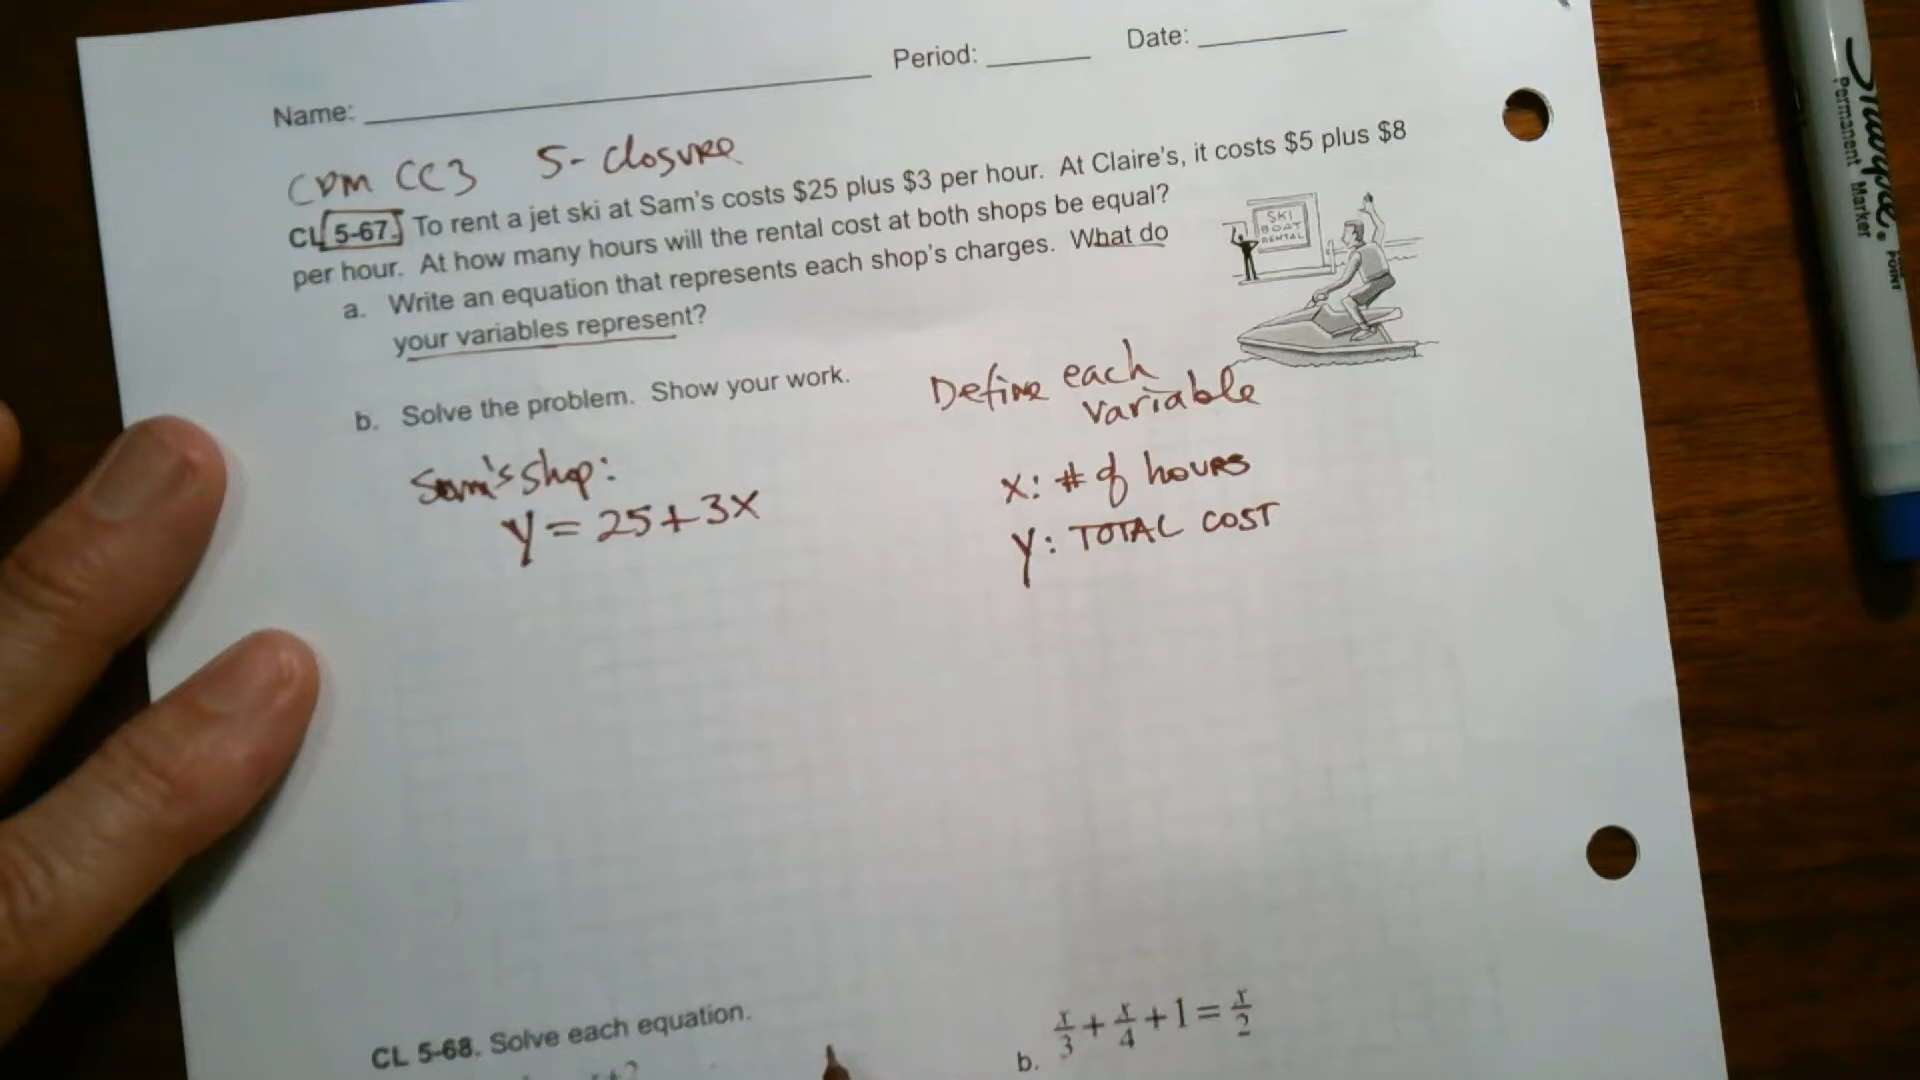 Name: Period: Date:
CPM CC3 5-closure
CL 5-67. To rent a jet ski at Sam's costs $25 plus $3 per hour. At Claire's, it costs $5 plus $8
per hour. At how many hours will the rental cost at both shops be equal?
a. Write an equation that represents each shop's charges. What do
your variables represent?
SKI
BOAT
RENTAL
b. Solve the problem. Show your work.
Define each
variable
Sam's shop:
y = 25+3x
x: # of hours
y: TOTAL COST
CL 5-68. Solve each equation.
b. x/3 + x/4 + 1 = x/2
Sharpie.
Permanent Marker